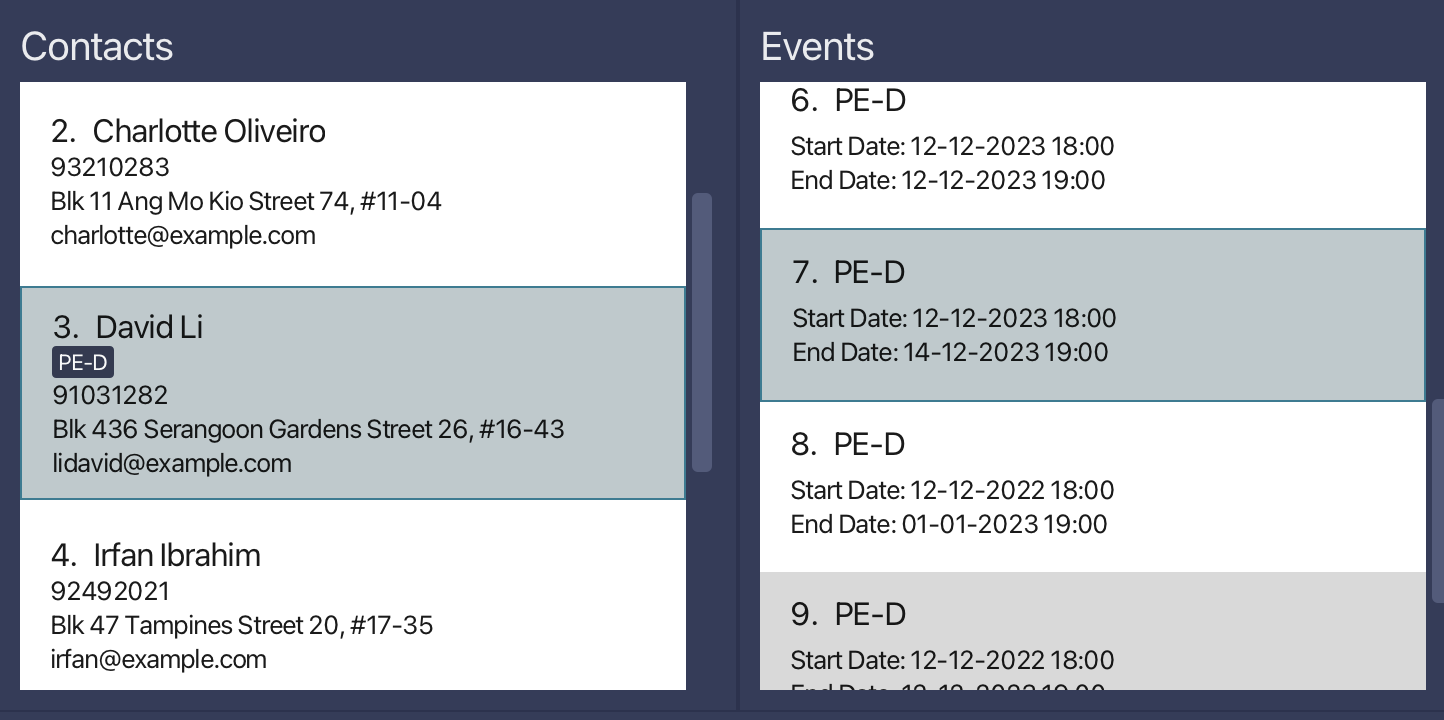 Contacts
2. Charlotte Oliveiro
93210283
Blk 11 Ang Mo Kio Street 74, #11-04
charlotte@example.com
3. David Li
PE-D
91031282
Blk 436 Serangoon Gardens Street 26, #16-43
lidavid@example.com
4. Irfan Ibrahim
92492021
Blk 47 Tampines Street 20, #17-35
irfan@example.com
Events
6. PE-D
Start Date: 12-12-2023 18:00
End Date: 12-12-2023 19:00
7. PE-D
Start Date: 12-12-2023 18:00
End Date: 14-12-2023 19:00
8. PE-D
Start Date: 12-12-2022 18:00
End Date: 01-01-2023 19:00
9. PE-D
Start Date: 12-12-2022 18:00
End Date: